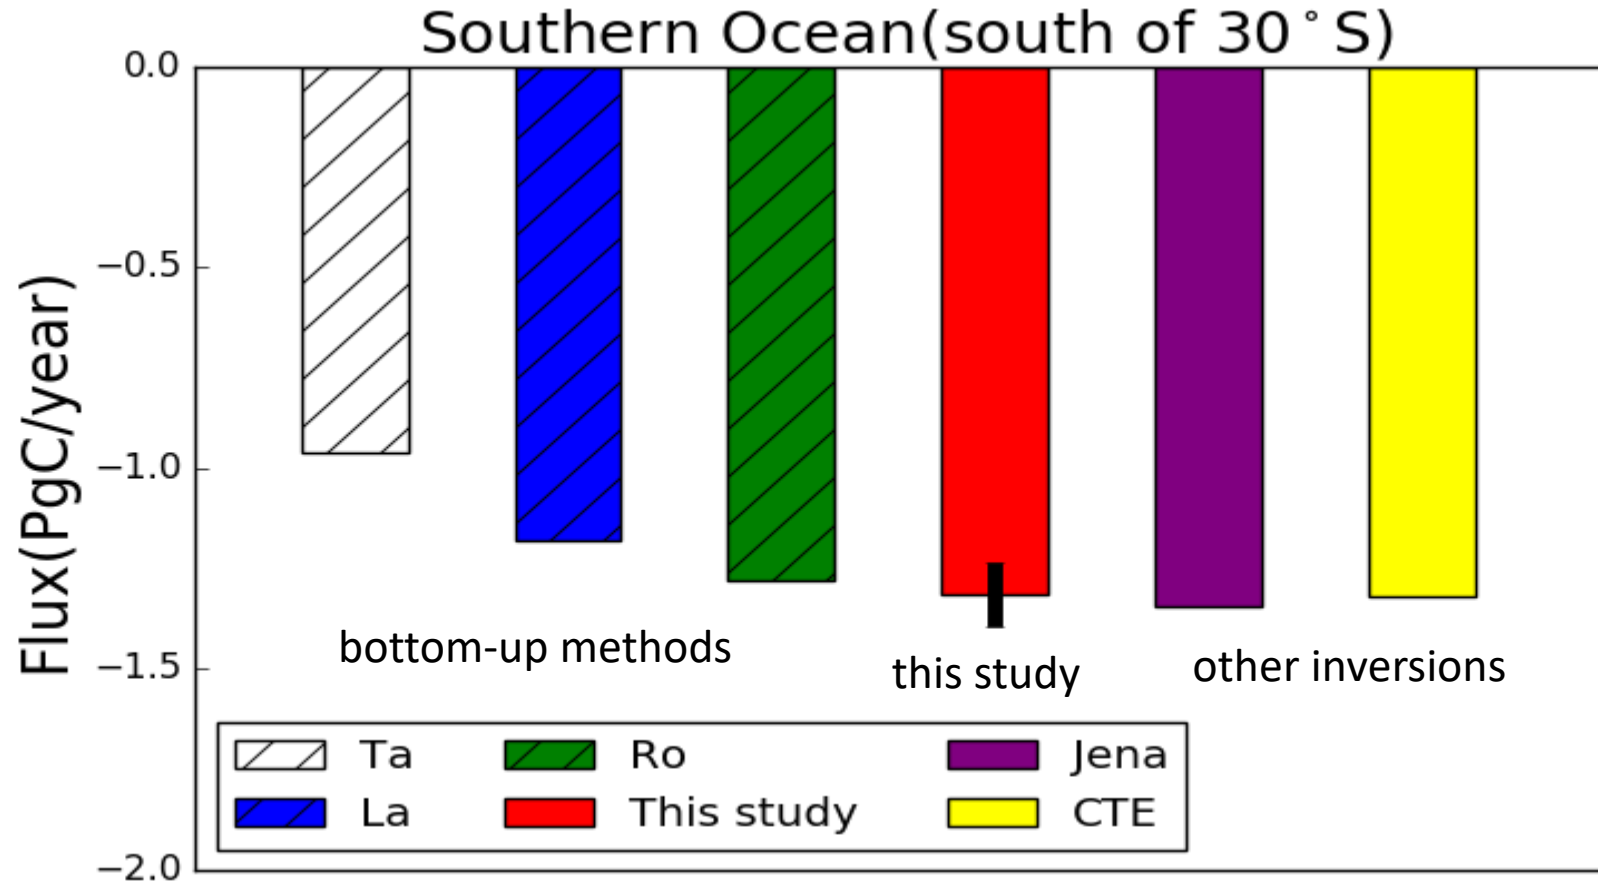 Southern Ocean(south of 30°S)
0.0
−0.5
−1.0
−1.5
−2.0
Flux(PgC/year)
bottom-up methods
this study
other inversions
Ta
Ro
Jena
La
This study
CTE